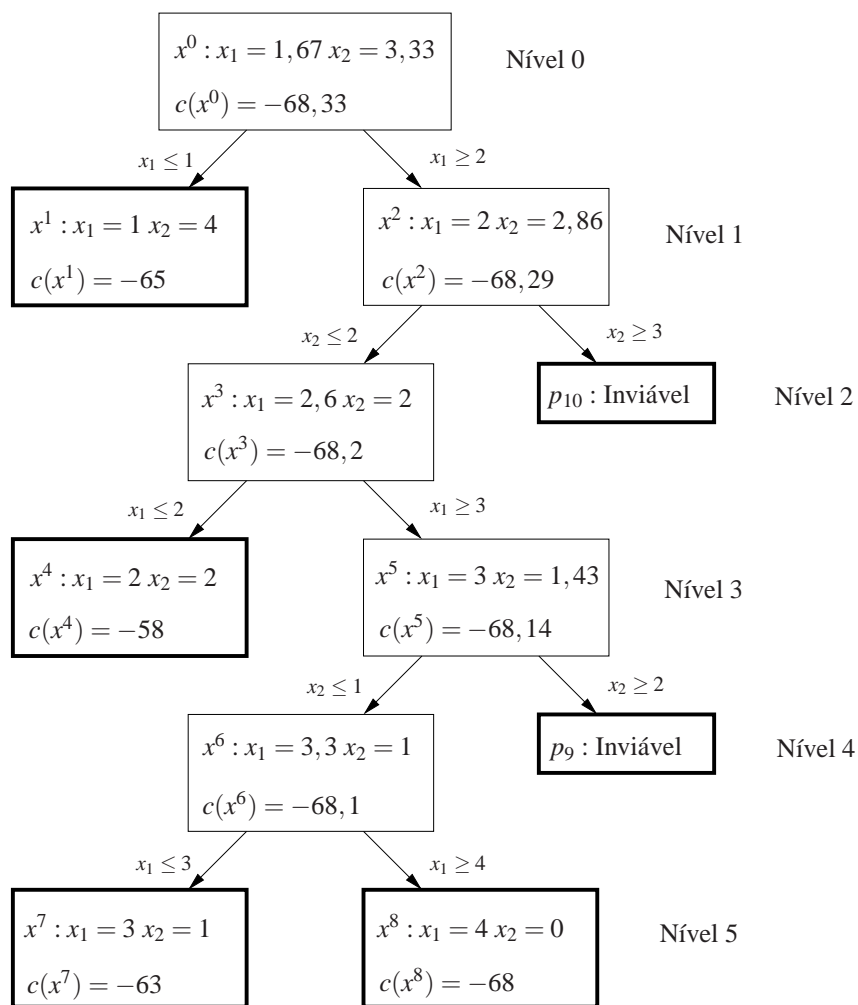 x⁰ : x₁ = 1,67 x₂ = 3,33
c(x⁰) = −68,33
Nível 0
x₁ ≤ 1
x₁ ≥ 2
x¹ : x₁ = 1 x₂ = 4
c(x¹) = −65
x² : x₁ = 2 x₂ = 2,86
c(x²) = −68,29
Nível 1
x₂ ≤ 2
x₂ ≥ 3
x³ : x₁ = 2,6 x₂ = 2
c(x³) = −68,2
p₁₀ : Inviável
Nível 2
x₁ ≤ 2
x₁ ≥ 3
x⁴ : x₁ = 2 x₂ = 2
c(x⁴) = −58
x⁵ : x₁ = 3 x₂ = 1,43
c(x⁵) = −68,14
Nível 3
x₂ ≤ 1
x₂ ≥ 2
x⁶ : x₁ = 3,3 x₂ = 1
c(x⁶) = −68,1
p₉ : Inviável
Nível 4
x₁ ≤ 3
x₁ ≥ 4
x⁷ : x₁ = 3 x₂ = 1
c(x⁷) = −63
x⁸ : x₁ = 4 x₂ = 0
c(x⁸) = −68
Nível 5